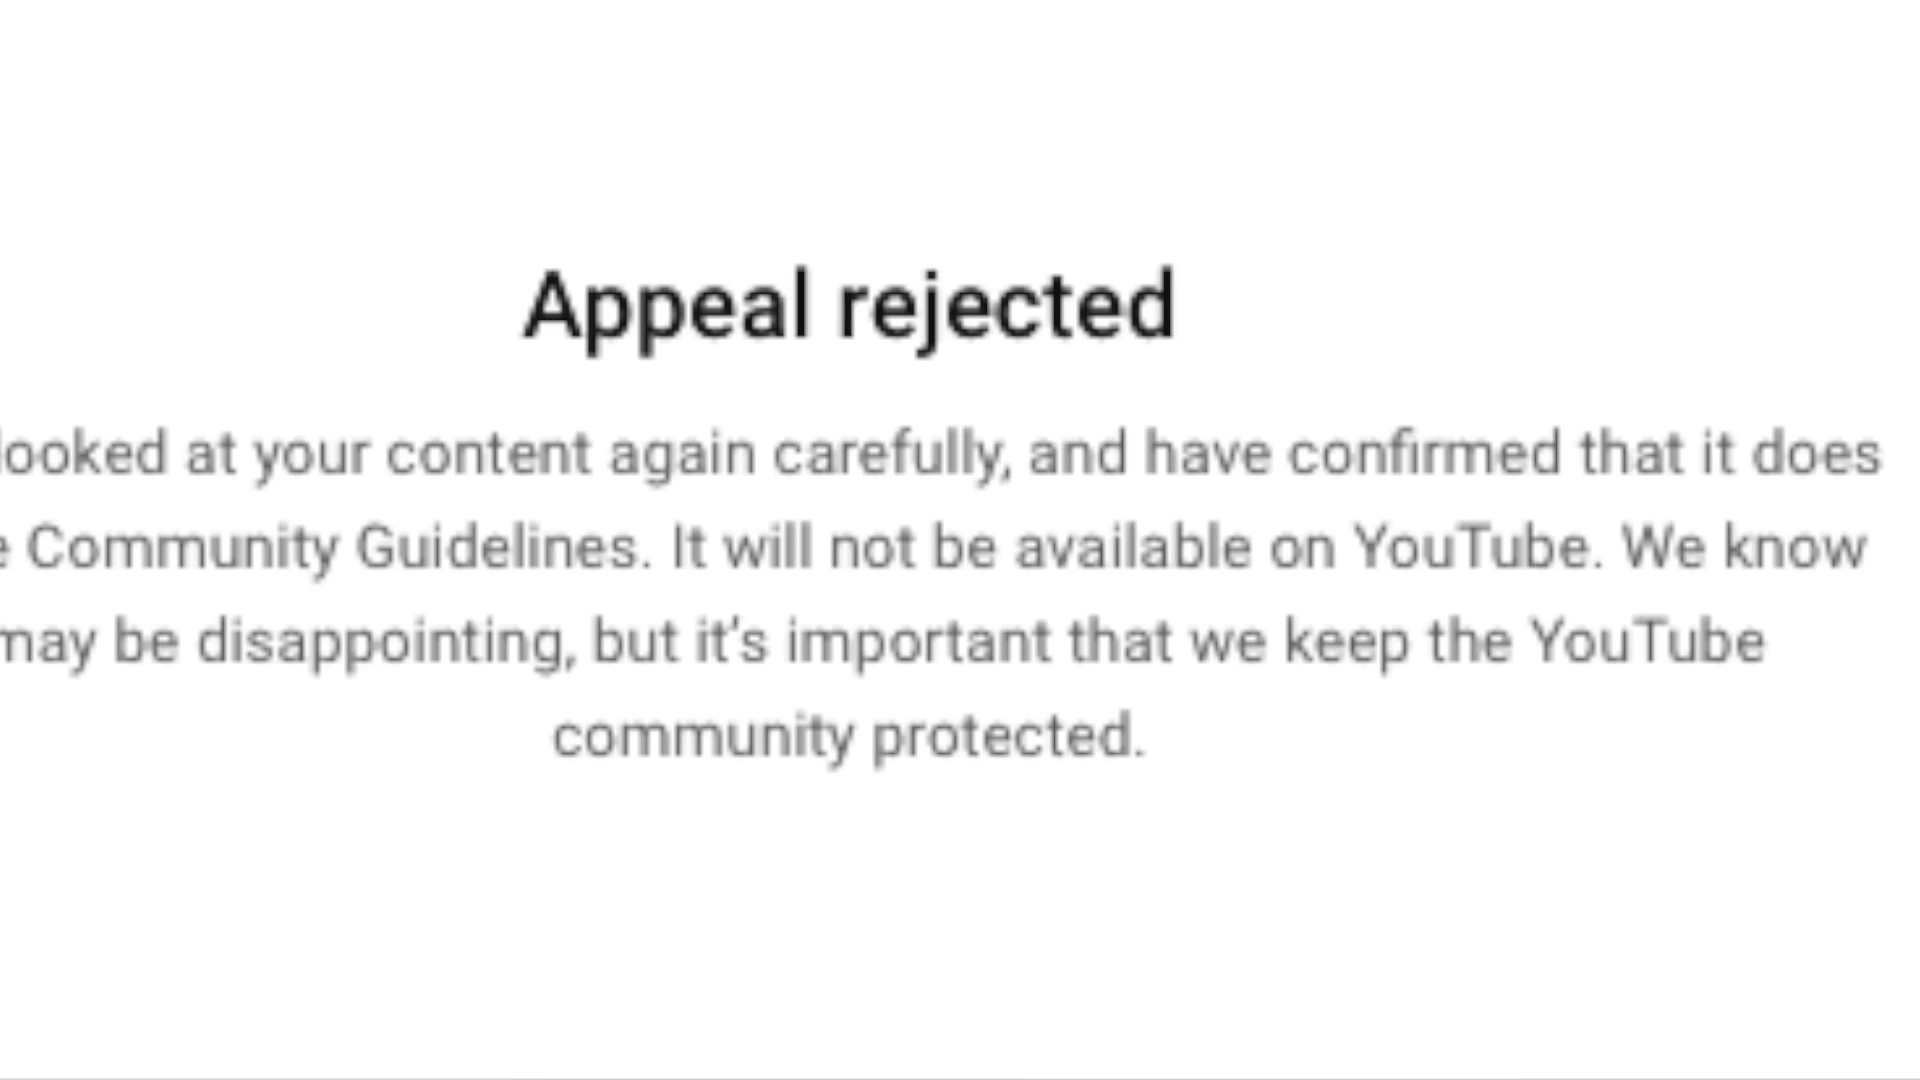 Appeal rejected
looked at your content again carefully, and have confirmed that it does
Community Guidelines. It will not be available on YouTube. We know
may be disappointing, but it's important that we keep the YouTube
community protected.